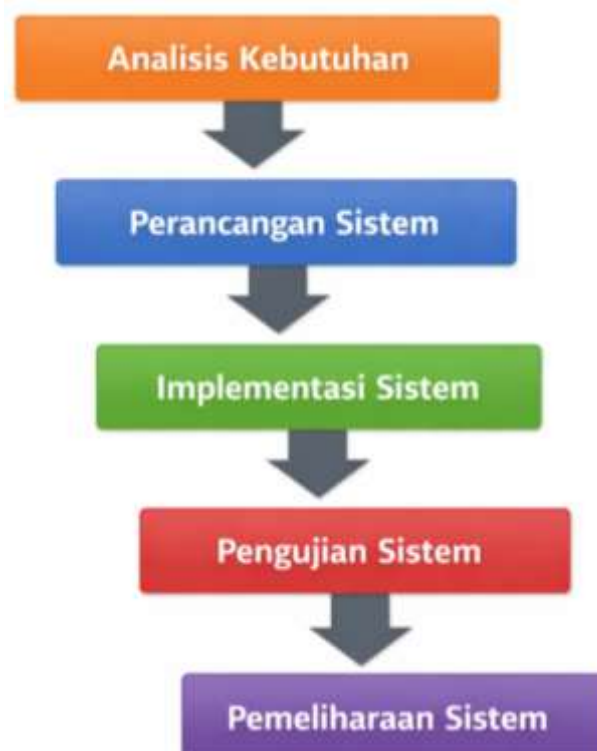 Analisis Kebutuhan
Perancangan Sistem
Implementasi Sistem
Pengujian Sistem
Pemeliharaan Sistem